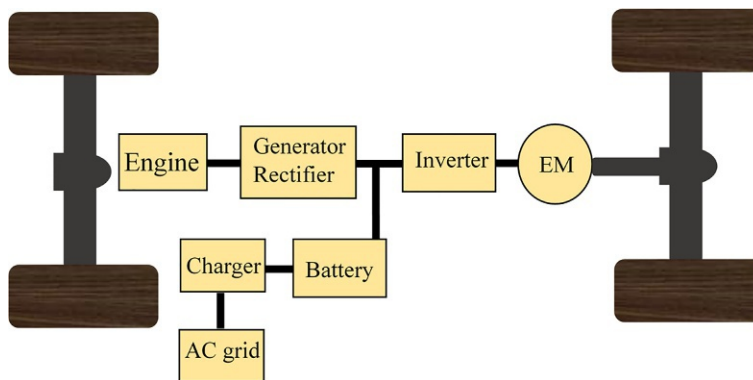 Engine
Generator
Rectifier
Inverter
EM
Charger
Battery
AC grid